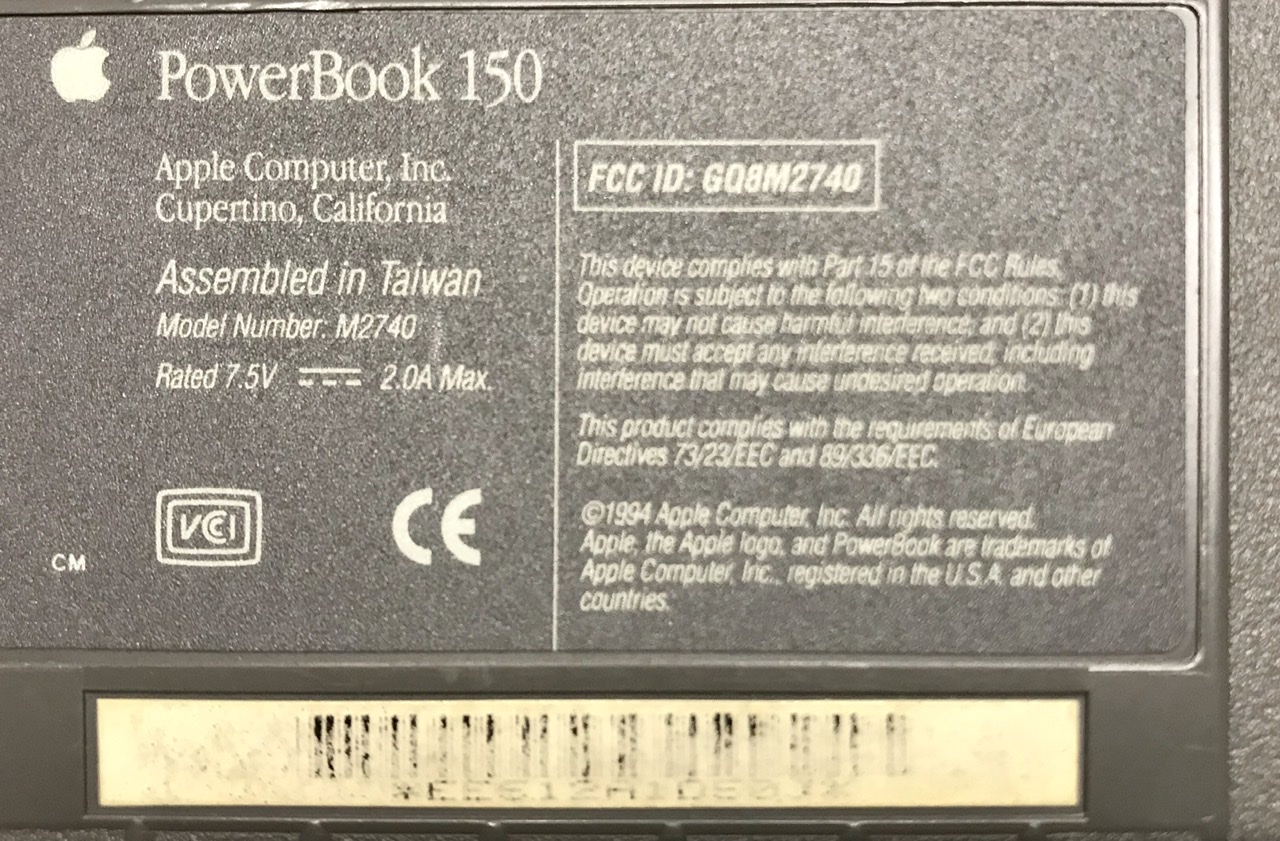 PowerBook 150
Apple Computer, Inc.
Cupertino, California
Assembled in Taiwan
Model Number: M2740
Rated 7.5V ⎓ 2.0A Max.
VCI
CE
CM
FCC ID: GQ8M2740
This device complies with Part 15 of the FCC Rules.
Operation is subject to the following two conditions: (1) this
device may not cause harmful interference, and (2) this
device must accept any interference received, including
interference that may cause undesired operation.
This product complies with the requirements of European
Directives 73/23/EEC and 89/336/EEC.
©1994 Apple Computer, Inc. All rights reserved.
Apple, the Apple logo, and PowerBook are trademarks of
Apple Computer, Inc., registered in the U.S.A. and other
countries.